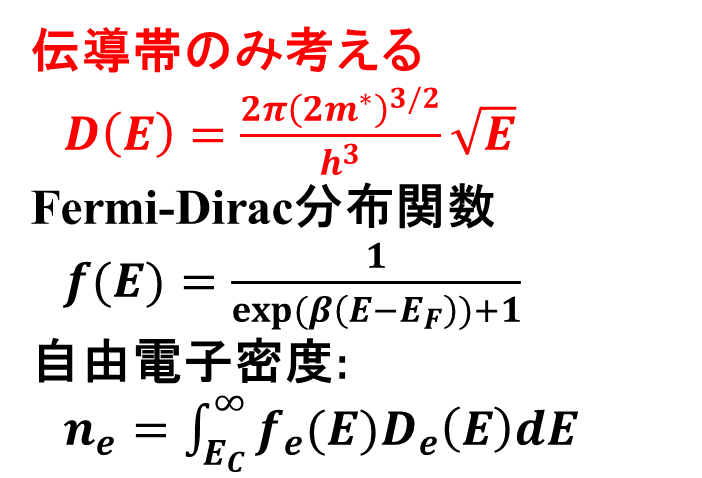 伝導帯のみ考える
D(E) = 2π(2m*)^{3/2} / h^3 √E
Fermi-Dirac分布関数
f(E) = 1 / exp(β(E−E_F))+1
自由電子密度:
n_e = ∫_{E_C}^{∞} f_e(E)D_e(E)dE